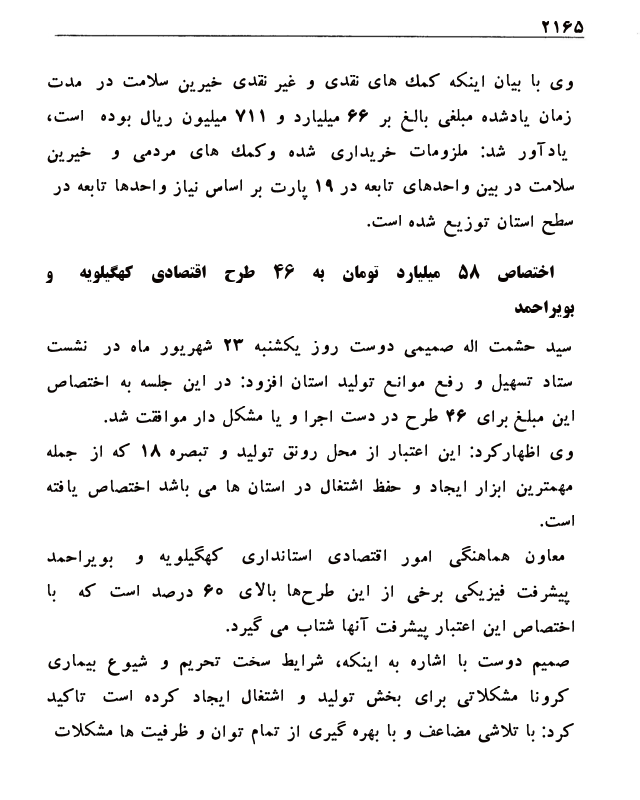 ۲۱۶۵
وی با بیان اینکه کمک های نقدی و غیر نقدی خیرین سلامت در مدت
زمان یادشده مبلغی بالغ بر ۶۶ میلیارد و ۷۱۱ میلیون ریال بوده است،
یادآور شد: ملزومات خریداری شده وکمک های مردمی و خیرین
سلامت در بین واحدهای تابعه در ۱۹ پارت بر اساس نیاز واحدها تابعه در
سطح استان توزیع شده است.
اختصاص ۵۸ میلیارد تومان به ۴۶ طرح اقتصادی کهگیلویه و
بویراحمد
سید حشمت اله صمیمی دوست روز یکشنبه ۲۳ شهریور ماه در نشست
ستاد تسهیل و رفع موانع تولید استان افزود: در این جلسه به اختصاص
این مبلغ برای ۴۶ طرح در دست اجرا و یا مشکل دار موافقت شد.
وی اظهارکرد: این اعتبار از محل رونق تولید و تبصره ۱۸ که از جمله
مهمترین ابزار ایجاد و حفظ اشتغال در استان ها می باشد اختصاص یافته
است.
معاون هماهنگی امور اقتصادی استانداری کهگیلویه و بویراحمد
پیشرفت فیزیکی برخی از این طرح‌ها بالای ۶۰ درصد است که با
اختصاص این اعتبار پیشرفت آنها شتاب می گیرد.
صمیم دوست با اشاره به اینکه، شرایط سخت تحریم و شیوع بیماری
کرونا مشکلاتی برای بخش تولید و اشتغال ایجاد کرده است تاکید
کرد: با تلاشی مضاعف و با بهره گیری از تمام توان و ظرفیت ها مشکلات